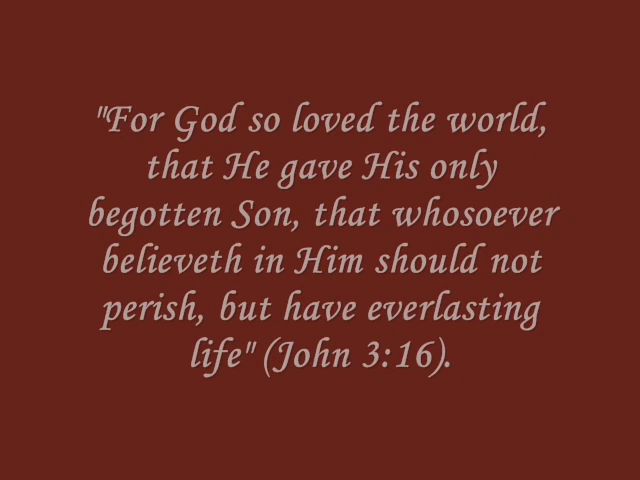 "For God so loved the world,
that He gave His only
begotten Son, that whosoever
believeth in Him should not
perish, but have everlasting
life" (John 3:16).